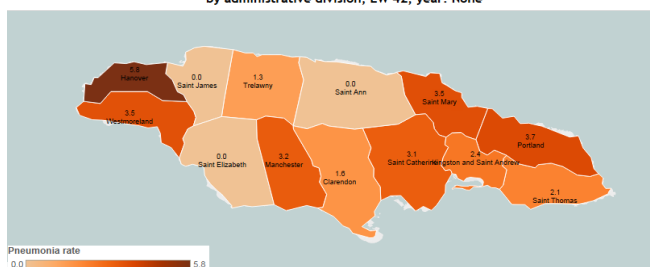 by administrative division, EW 42, year: None
5.8
Hanover
0.0
Saint James
1.3
Trelawny
0.0
Saint Ann
3.5
Saint Mary
3.5
Westmoreland
3.7
Portland
0.0
Saint Elizabeth
3.2
Manchester
1.6
Clarendon
3.1
Saint Catherine
2.4
Kingston and Saint Andrew
2.1
Saint Thomas
Pneumonia rate
0.0 5.8